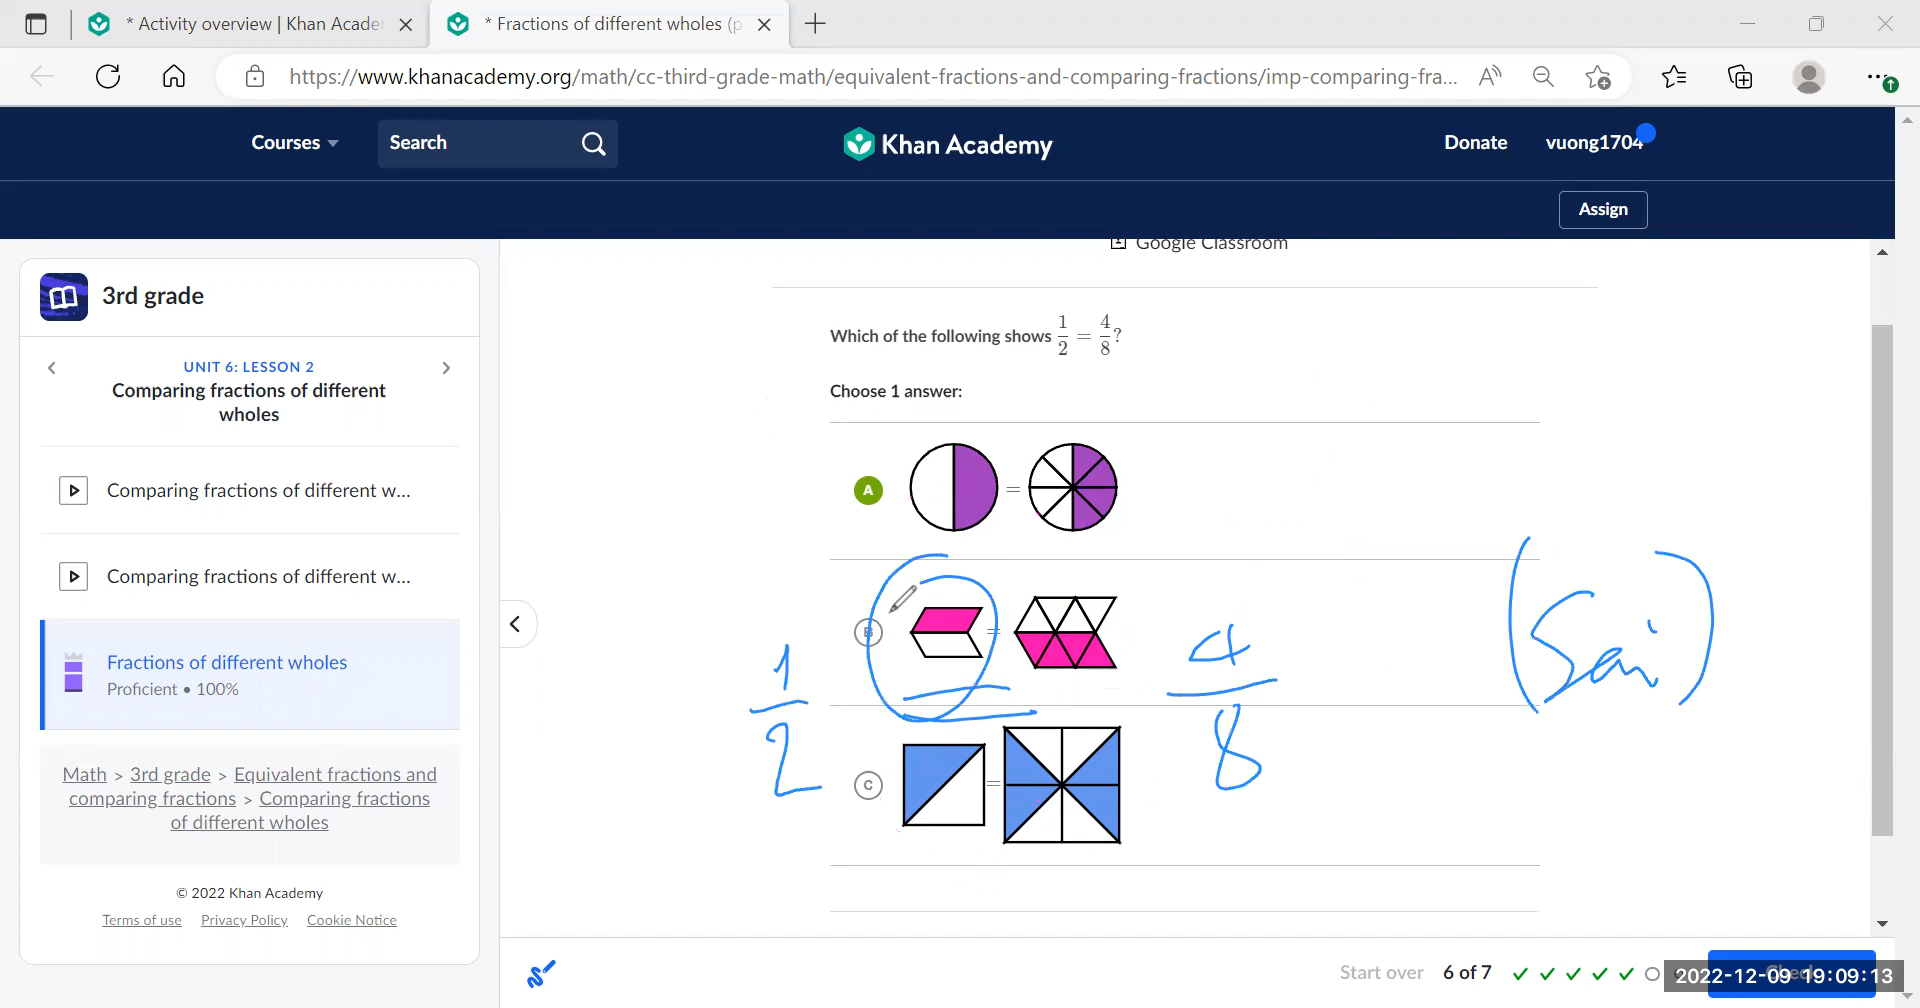 * Activity overview | Khan Acade
* Fractions of different wholes (p
https://www.khanacademy.org/math/cc-third-grade-math/equivalent-fractions-and-comparing-fractions/imp-comparing-fra...
Courses
Search
Khan Academy
Donate
vuong1704
Assign
Google Classroom
3rd grade
UNIT 6: LESSON 2
Comparing fractions of different
wholes
Comparing fractions of different w...
Comparing fractions of different w...
Fractions of different wholes
Proficient • 100%
Math > 3rd grade > Equivalent fractions and
comparing fractions > Comparing fractions
of different wholes
© 2022 Khan Academy
Terms of use Privacy Policy Cookie Notice
Which of the following shows 1/2 = 4/8?
Choose 1 answer:
A =
B =
1/2
4/8
(Sai)
C =
Start over 6 of 7
2022-12-09 19:09:13